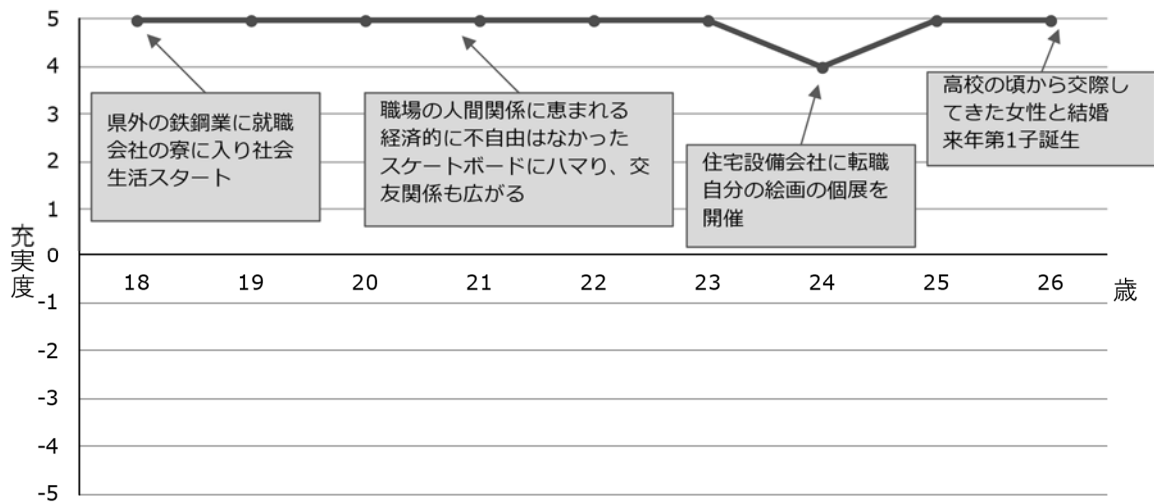 5
4
3
2
1
0
-1
-2
-3
-4
-5
充実度
県外の鉄鋼業に就職
会社の寮に入り社会
生活スタート
職場の人間関係に恵まれる
経済的に不自由はなかった
スケートボードにハマり、交
友関係も広がる
住宅設備会社に転職
自分の絵画の個展を
開催
高校の頃から交際し
てきた女性と結婚
来年第1子誕生
18 19 20 21 22 23 24 25 26
歳